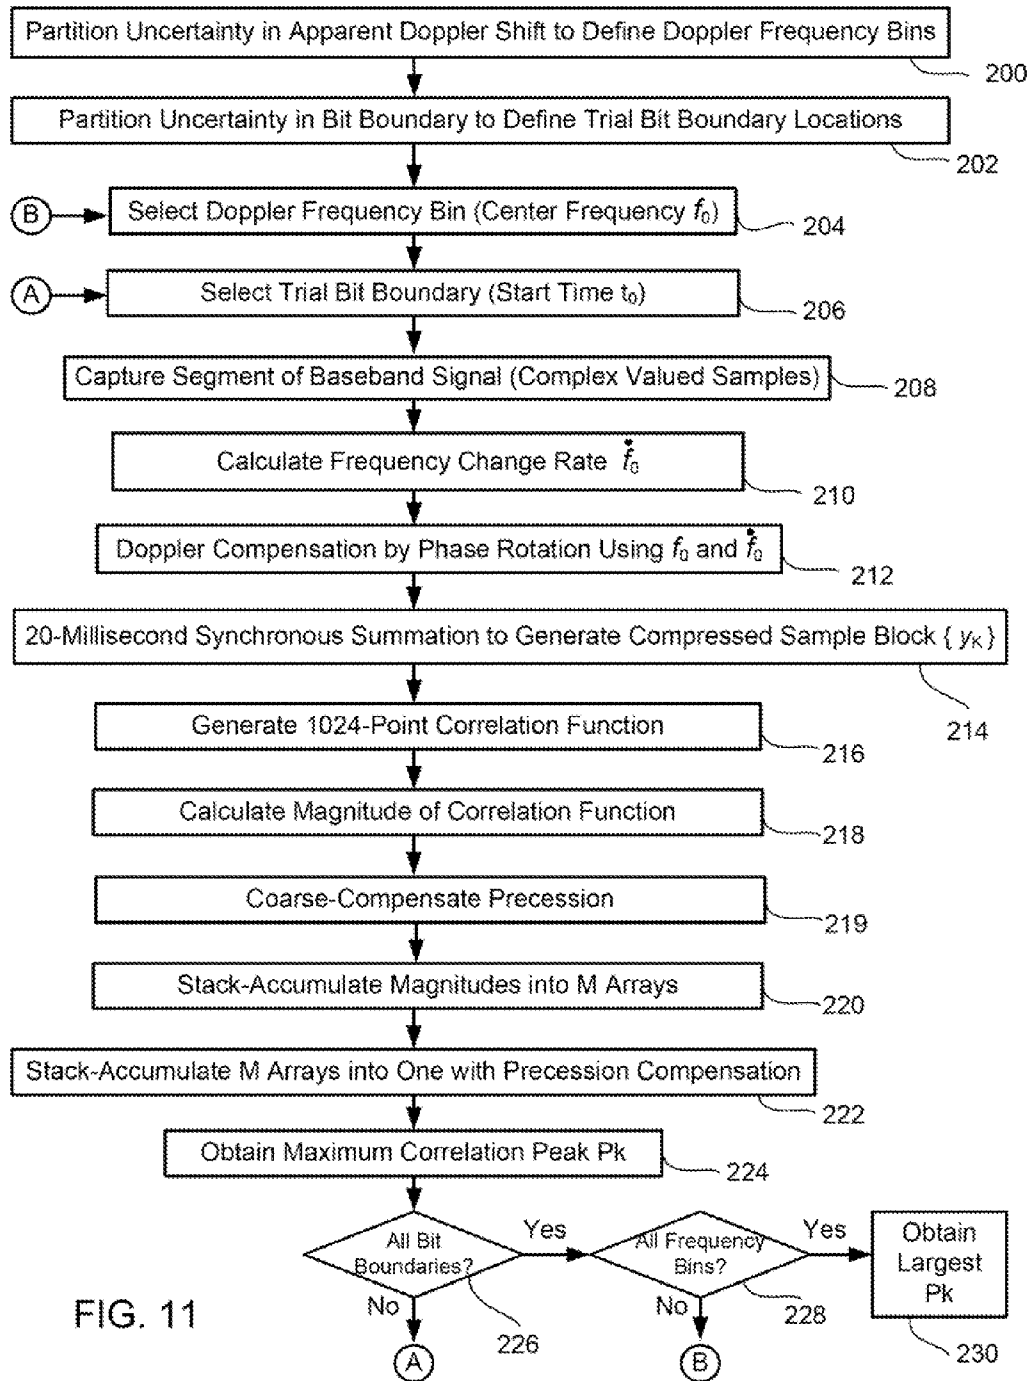 Partition Uncertainty in Apparent Doppler Shift to Define Doppler Frequency Bins
200
Partition Uncertainty in Bit Boundary to Define Trial Bit Boundary Locations
202
B
Select Doppler Frequency Bin (Center Frequency f₀)
204
A
Select Trial Bit Boundary (Start Time t₀)
206
Capture Segment of Baseband Signal (Complex Valued Samples)
208
Calculate Frequency Change Rate ḟ₀
210
Doppler Compensation by Phase Rotation Using f₀ and ḟ₀
212
20-Millisecond Synchronous Summation to Generate Compressed Sample Block { yK }
214
Generate 1024-Point Correlation Function
216
Calculate Magnitude of Correlation Function
218
Coarse-Compensate Precession
219
Stack-Accumulate Magnitudes into M Arrays
220
Stack-Accumulate M Arrays into One with Precession Compensation
222
Obtain Maximum Correlation Peak Pk
224
All Bit
Boundaries?
Yes
All Frequency
Bins?
Yes
Obtain
Largest
Pk
No
226
No
228
230
A
B
FIG. 11